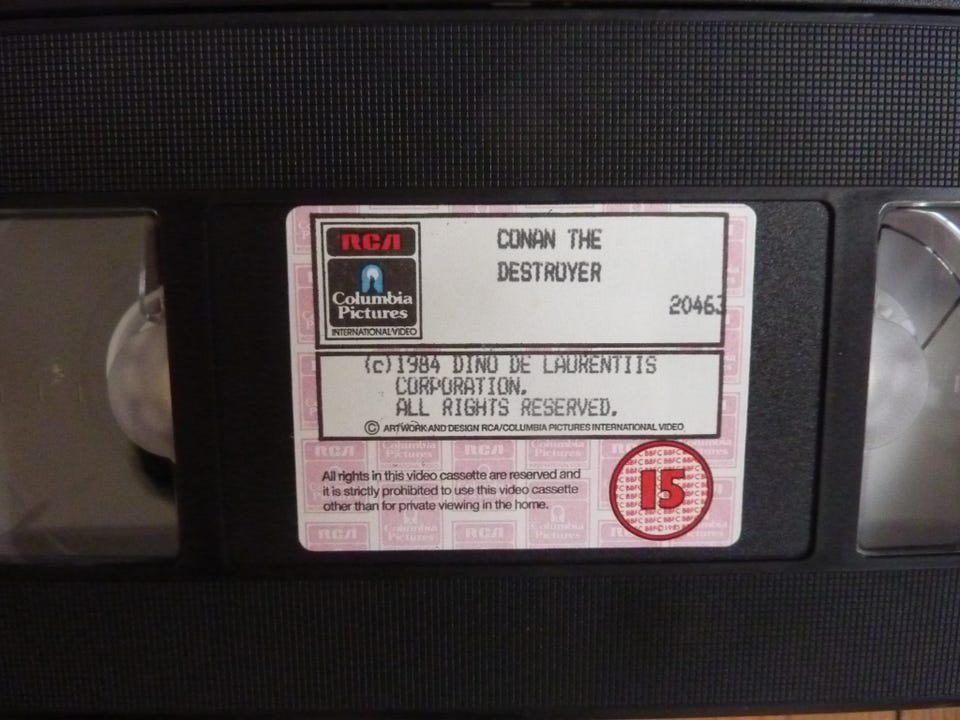 RCA
Columbia
Pictures
INTERNATIONAL VIDEO
CONAN THE
DESTROYER
20463
(c)1984 DINO DE LAURENTIIS
CORPORATION.
ALL RIGHTS RESERVED.
© ARTWORK AND DESIGN RCA/COLUMBIA PICTURES INTERNATIONAL VIDEO
All rights in this video cassette are reserved and
it is strictly prohibited to use this video cassette
other than for private viewing in the home.
15